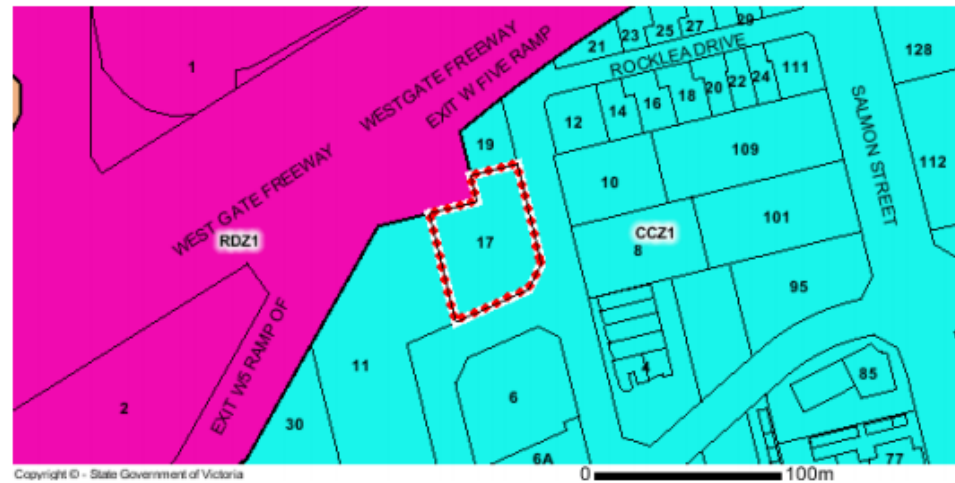 29
27
25
23
21
128
1
WESTGATE FREEWAY
EXIT W FIVE RAMP
ROCKLEA DRIVE
111
24
22
20
18
16
14
12
19
SALMON STREET
109
112
WEST GATE FREEWAY
10
RDZ1
17
CCZ1
8
101
95
EXIT W5 RAMP OF
11
4
85
2
30
6
6A
77
Copyright © - State Government of Victoria
0 100m